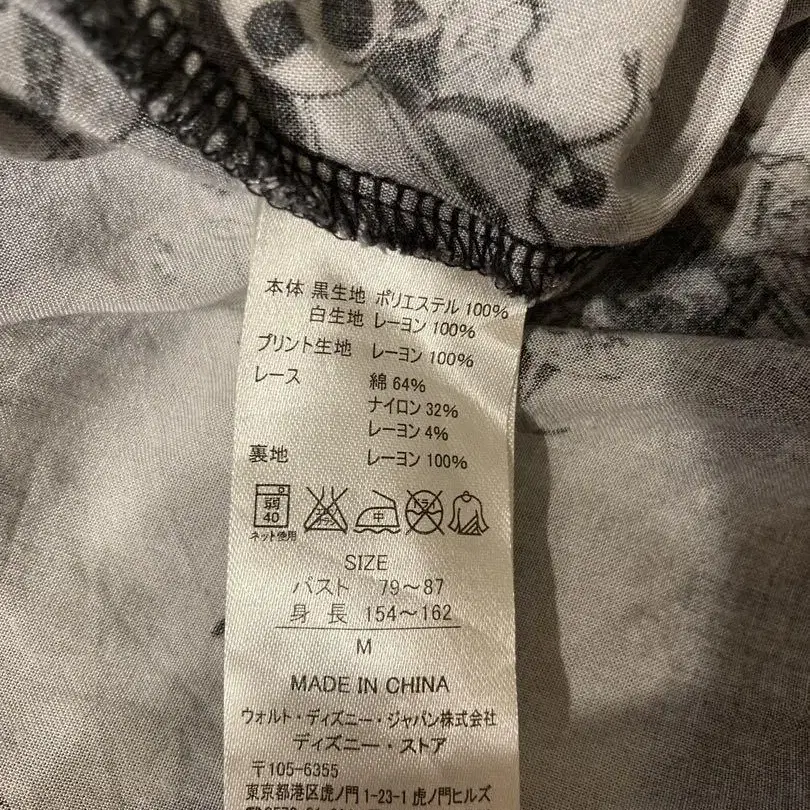 本体 黒生地 ポリエステル 100%
白生地 レーヨン 100%
プリント生地 レーヨン 100%
レース 綿 64%
ナイロン 32%
レーヨン 4%
裏地 レーヨン 100%
弱 40 中 ドライ
ネット使用
SIZE
バスト 79～87
身長 154～162
M
MADE IN CHINA
ウォルト・ディズニー・ジャパン株式会社
ディズニー・ストア
〒105-6355
東京都港区虎ノ門 1-23-1 虎ノ門ヒルズ